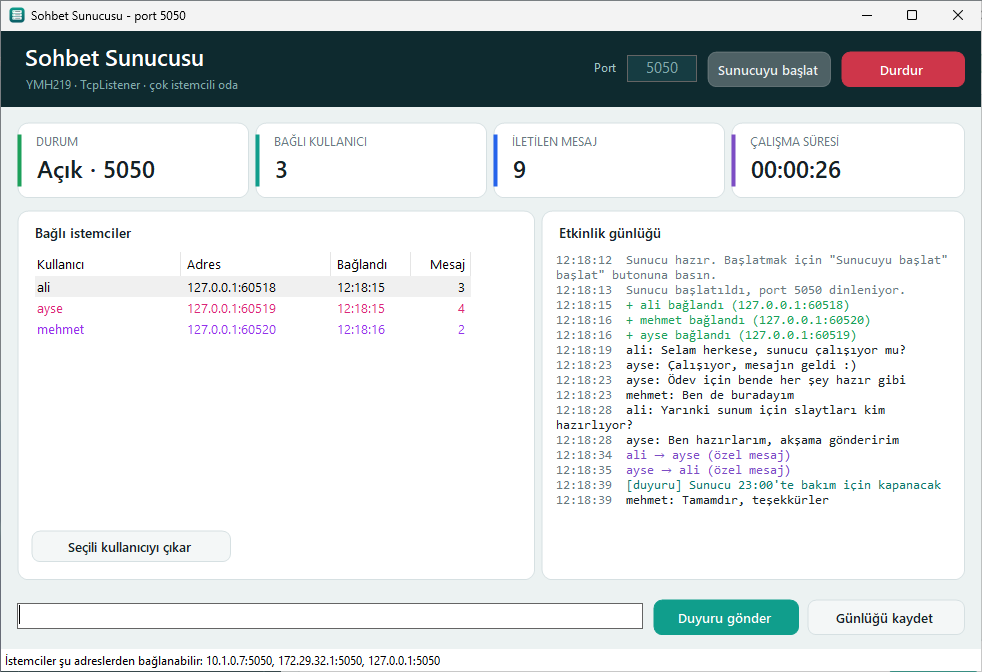 Sohbet Sunucusu - port 5050
Sohbet Sunucusu
YMH219 · TcpListener · çok istemcili oda
Port 5050 Sunucuyu başlat Durdur
DURUM BAĞLI KULLANICI İLETİLEN MESAJ ÇALIŞMA SÜRESİ
Açık · 5050 3 9 00:00:26
Bağlı istemciler
Kullanıcı Adres Bağlandı Mesaj
ali 127.0.0.1:60518 12:18:15 3
ayse 127.0.0.1:60519 12:18:15 4
mehmet 127.0.0.1:60520 12:18:16 2
Seçili kullanıcıyı çıkar
Etkinlik günlüğü
12:18:12 Sunucu hazır. Başlatmak için "Sunucuyu başlat"
başlat" butonuna basın.
12:18:13 Sunucu başlatıldı, port 5050 dinleniyor.
12:18:15 + ali bağlandı (127.0.0.1:60518)
12:18:16 + mehmet bağlandı (127.0.0.1:60520)
12:18:16 + ayse bağlandı (127.0.0.1:60519)
12:18:19 ali: Selam herkese, sunucu çalışıyor mu?
12:18:23 ayse: Çalışıyor, mesajın geldi :)
12:18:23 ayse: Ödev için bende her şey hazır gibi
12:18:23 mehmet: Ben de buradayım
12:18:28 ali: Yarınki sunum için slaytları kim
hazırlıyor?
12:18:28 ayse: Ben hazırlarım, akşama gönderirim
12:18:34 ali → ayse (özel mesaj)
12:18:35 ayse → ali (özel mesaj)
12:18:39 [duyuru] Sunucu 23:00'te bakım için kapanacak
12:18:39 mehmet: Tamamdır, teşekkürler
Duyuru gönder Günlüğü kaydet
İstemciler şu adreslerden bağlanabilir: 10.1.0.7:5050, 172.29.32.1:5050, 127.0.0.1:5050